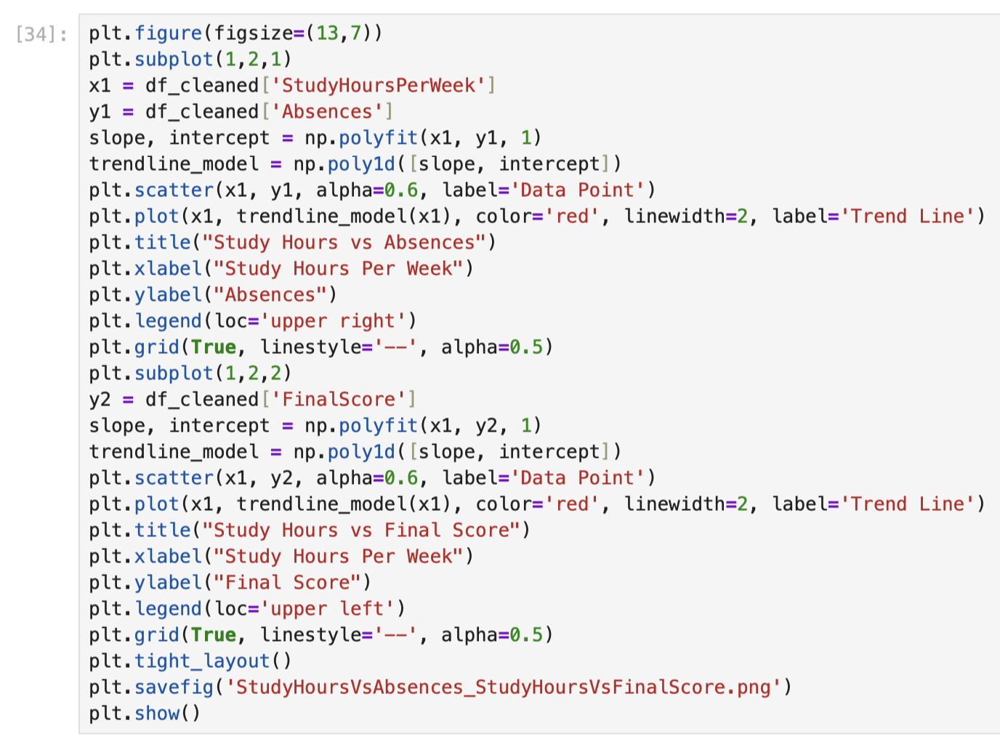 [34]:
plt.figure(figsize=(13,7))
plt.subplot(1,2,1)
x1 = df_cleaned['StudyHoursPerWeek']
y1 = df_cleaned['Absences']
slope, intercept = np.polyfit(x1, y1, 1)
trendline_model = np.poly1d([slope, intercept])
plt.scatter(x1, y1, alpha=0.6, label='Data Point')
plt.plot(x1, trendline_model(x1), color='red', linewidth=2, label='Trend Line')
plt.title("Study Hours vs Absences")
plt.xlabel("Study Hours Per Week")
plt.ylabel("Absences")
plt.legend(loc='upper right')
plt.grid(True, linestyle='--', alpha=0.5)
plt.subplot(1,2,2)
y2 = df_cleaned['FinalScore']
slope, intercept = np.polyfit(x1, y2, 1)
trendline_model = np.poly1d([slope, intercept])
plt.scatter(x1, y2, alpha=0.6, label='Data Point')
plt.plot(x1, trendline_model(x1), color='red', linewidth=2, label='Trend Line')
plt.title("Study Hours vs Final Score")
plt.xlabel("Study Hours Per Week")
plt.ylabel("Final Score")
plt.legend(loc='upper left')
plt.grid(True, linestyle='--', alpha=0.5)
plt.tight_layout()
plt.savefig('StudyHoursVsAbsences_StudyHoursVsFinalScore.png')
plt.show()